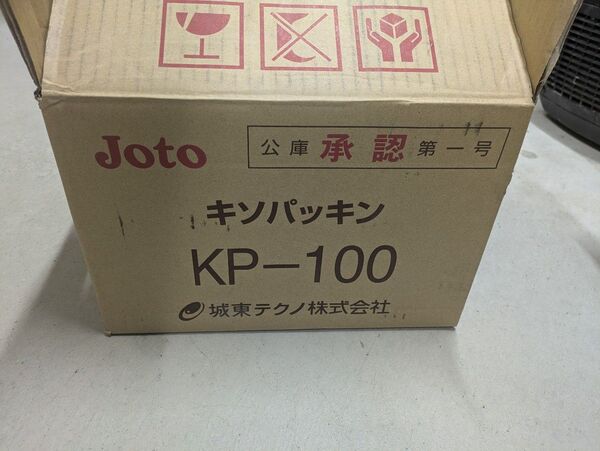 Joto
公庫 承認 第一号
キソパッキン
KP-100
城東テクノ株式会社